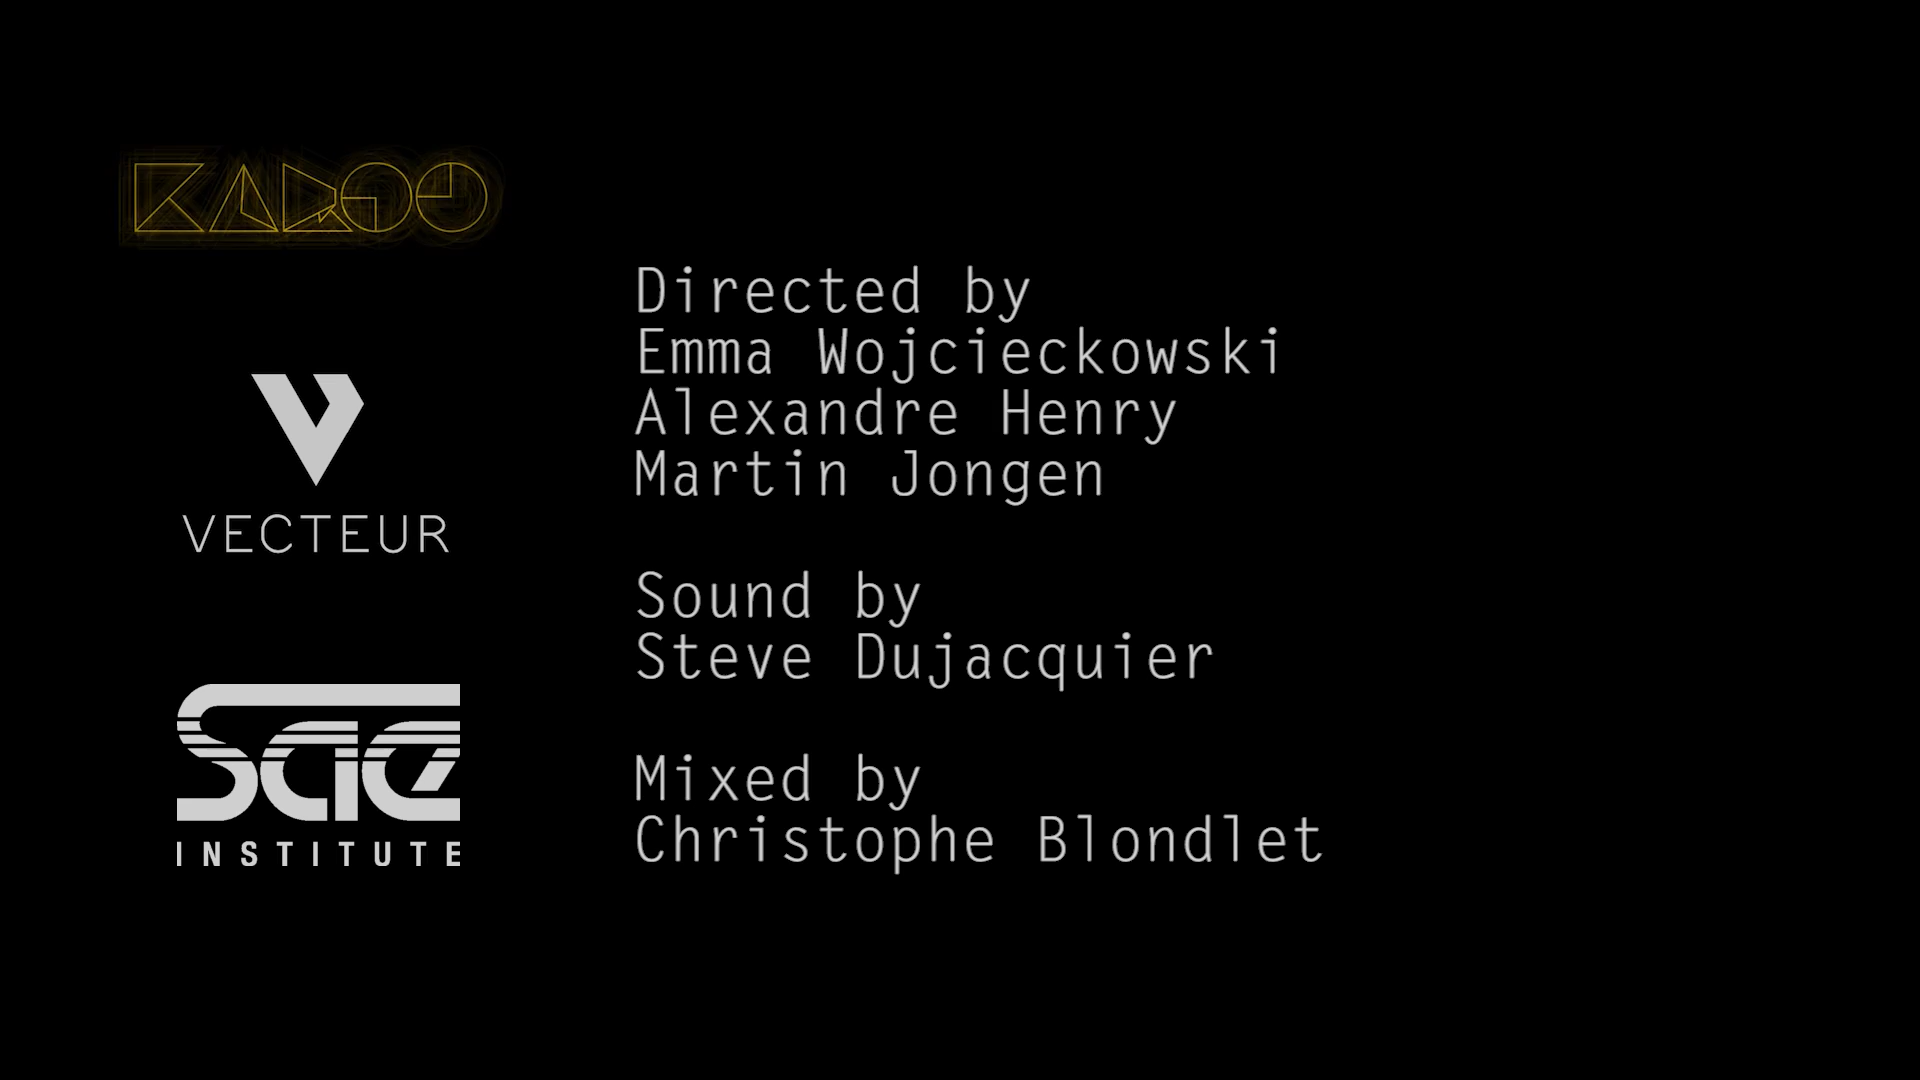 KAROO
VECTEUR
Sae
INSTITUTE
Directed by
Emma Wojcieckowski
Alexandre Henry
Martin Jongen
Sound by
Steve Dujacquier
Mixed by
Christophe Blondlet